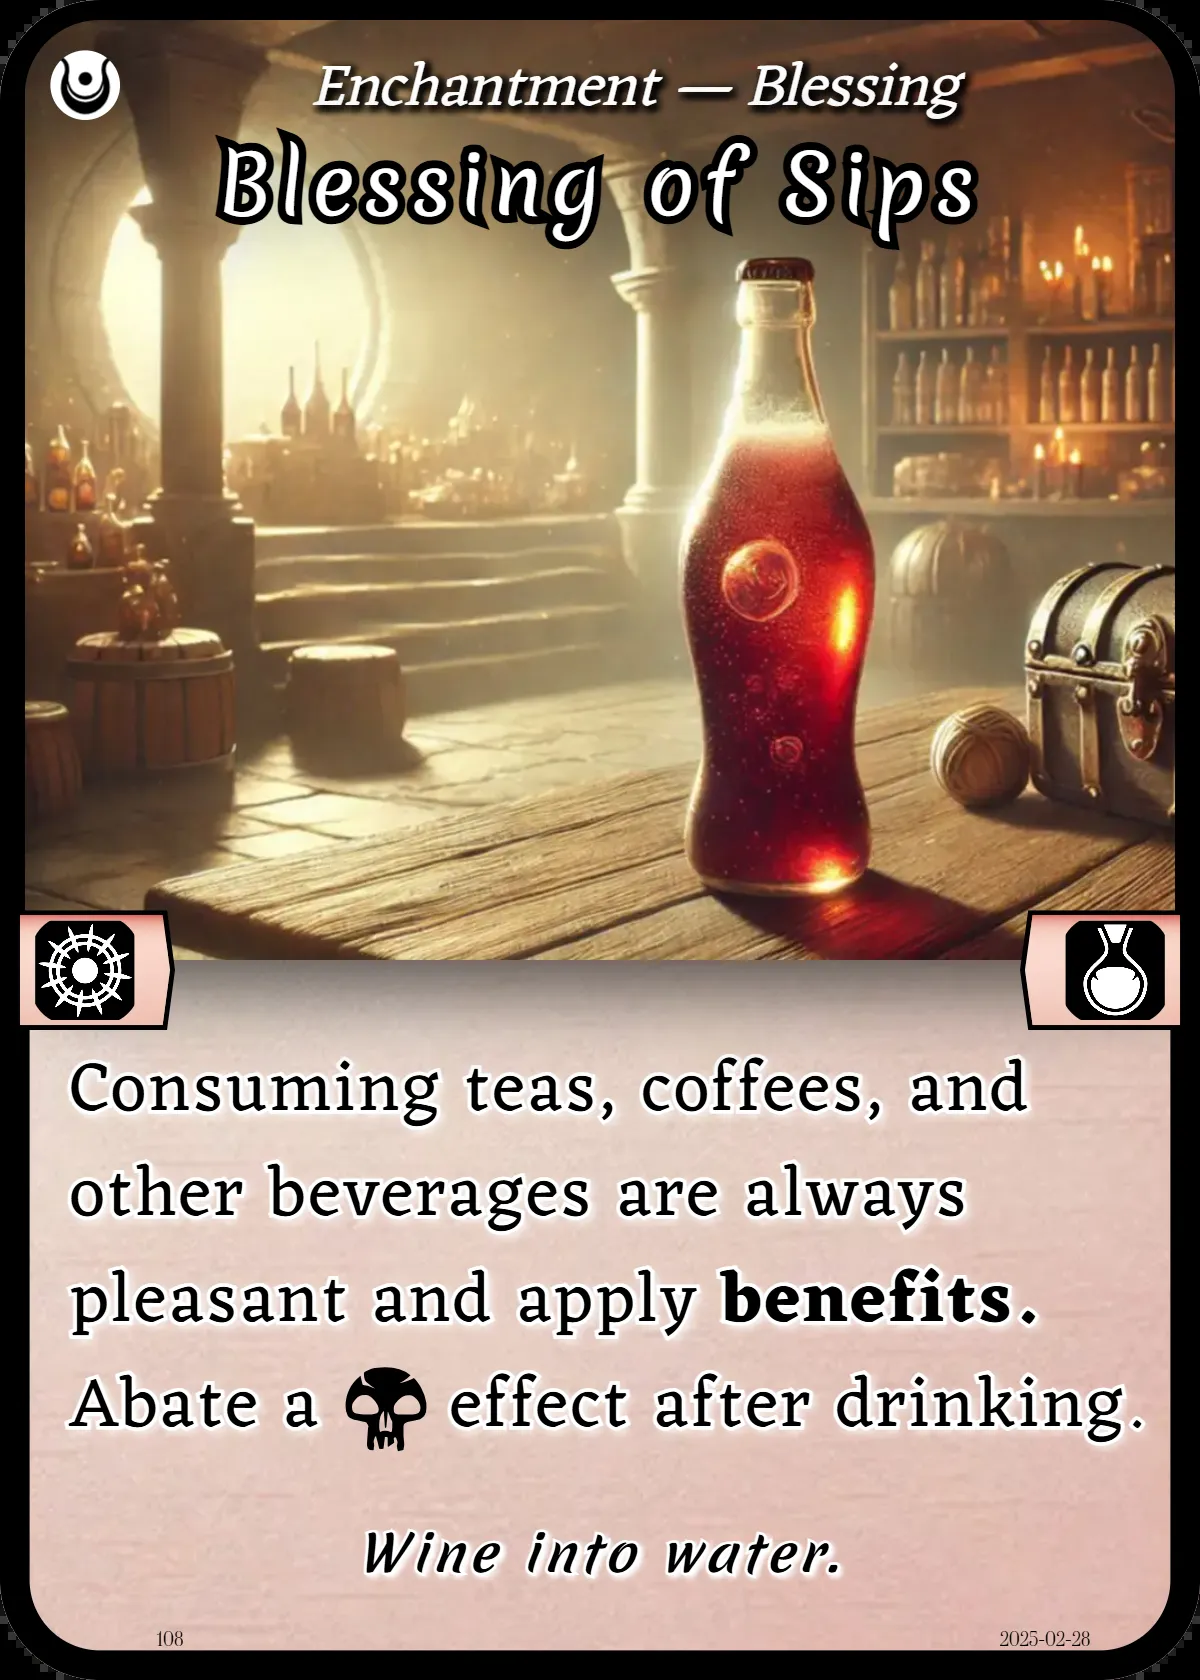 Enchantment — Blessing
Blessing of Sips
Consuming teas, coffees, and
other beverages are always
pleasant and apply benefits.
Abate a effect after drinking.
Wine into water.
108
2025-02-28